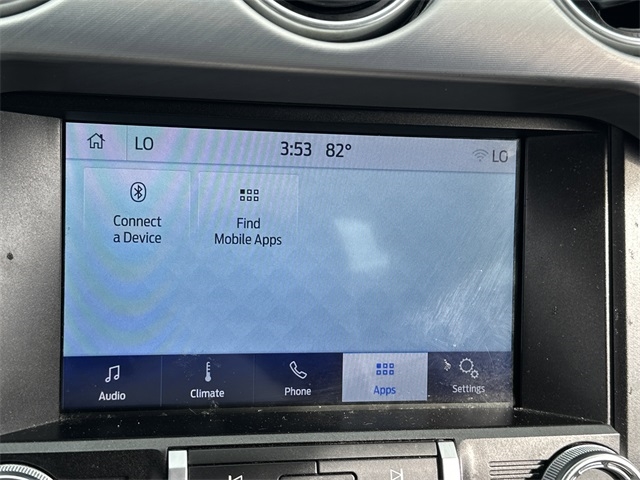 LO 3:53 82° LO
Connect
a Device
Find
Mobile Apps
Audio Climate Phone Apps Settings